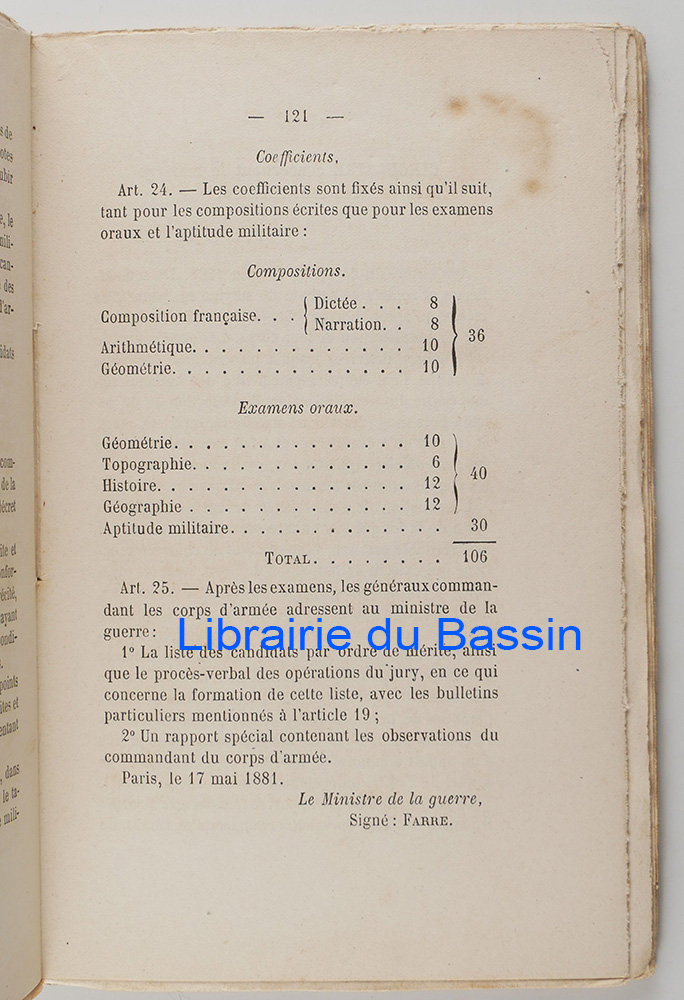 — 121 —
Coefficients,
Art. 24. — Les coefficients sont fixés ainsi qu'il suit,
tant pour les compositions écrites que pour les examens
oraux et l'aptitude militaire :
Compositions.
Composition française. . . { Dictée . . . 8
Narration. . 8
36
Arithmétique. . . . . . . . . . . . . . 10
Géométrie. . . . . . . . . . . . . . . 10
Examens oraux.
Géométrie. . . . . . . . . . . . . . . 10
Topographie. . . . . . . . . . . . . . 6
40
Histoire. . . . . . . . . . . . . . . . 12
Géographie . . . . . . . . . . . . . . 12
Aptitude militaire. . . . . . . . . . . . . 30
TOTAL. . . . . . . . . 106
Art. 25. — Après les examens, les généraux comman-
dant les corps d'armée adressent au ministre de la
guerre :
Librairie du Bassin
1° La liste des candidats par ordre de mérite, ainsi
que le procès-verbal des opérations du jury, en ce qui
concerne la formation de cette liste, avec les bulletins
particuliers mentionnés à l'article 19 ;
2° Un rapport spécial contenant les observations du
commandant du corps d'armée.
Paris, le 17 mai 1881.
Le Ministre de la guerre,
Signé : FARRE.